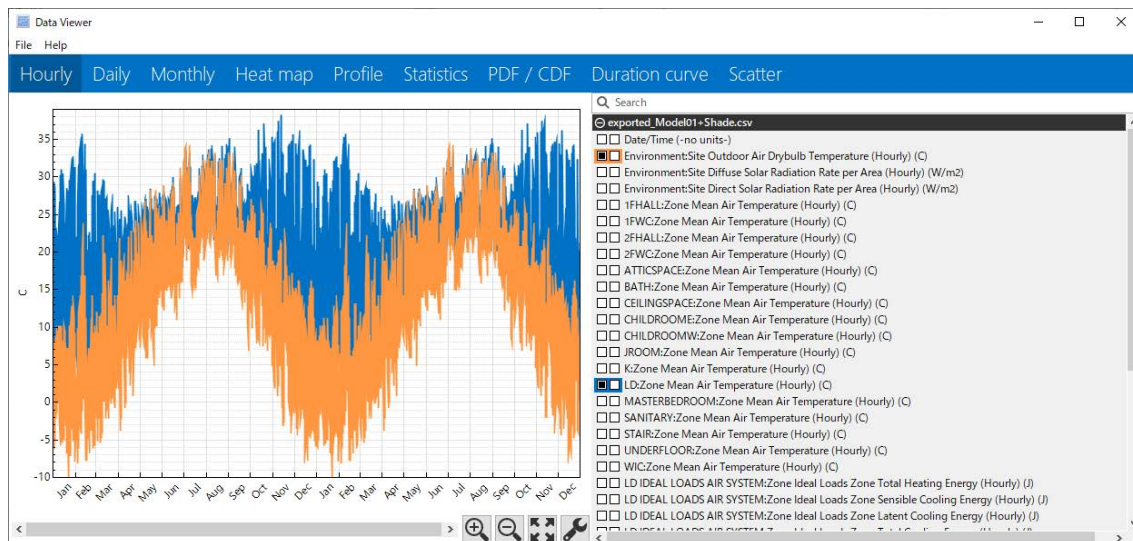 Data Viewer
File Help
Hourly Daily Monthly Heat map Profile Statistics PDF / CDF Duration curve Scatter
Search
exported_Model01+Shade.csv
Date/Time (-no units-)
Environment:Site Outdoor Air Drybulb Temperature (Hourly) (C)
Environment:Site Diffuse Solar Radiation Rate per Area (Hourly) (W/m2)
Environment:Site Direct Solar Radiation Rate per Area (Hourly) (W/m2)
1FHALL:Zone Mean Air Temperature (Hourly) (C)
1FWC:Zone Mean Air Temperature (Hourly) (C)
2FHALL:Zone Mean Air Temperature (Hourly) (C)
2FWC:Zone Mean Air Temperature (Hourly) (C)
ATTICSPACE:Zone Mean Air Temperature (Hourly) (C)
BATH:Zone Mean Air Temperature (Hourly) (C)
CEILINGSPACE:Zone Mean Air Temperature (Hourly) (C)
CHILDROOME:Zone Mean Air Temperature (Hourly) (C)
CHILDROOMW:Zone Mean Air Temperature (Hourly) (C)
JROOM:Zone Mean Air Temperature (Hourly) (C)
K:Zone Mean Air Temperature (Hourly) (C)
LD:Zone Mean Air Temperature (Hourly) (C)
MASTERBEDROOM:Zone Mean Air Temperature (Hourly) (C)
SANITARY:Zone Mean Air Temperature (Hourly) (C)
STAIR:Zone Mean Air Temperature (Hourly) (C)
UNDERFLOOR:Zone Mean Air Temperature (Hourly) (C)
WIC:Zone Mean Air Temperature (Hourly) (C)
LD IDEAL LOADS AIR SYSTEM:Zone Ideal Loads Zone Total Heating Energy (Hourly) (J)
LD IDEAL LOADS AIR SYSTEM:Zone Ideal Loads Zone Sensible Cooling Energy (Hourly) (J)
LD IDEAL LOADS AIR SYSTEM:Zone Ideal Loads Zone Latent Cooling Energy (Hourly) (J)
35
30
25
20
15
10
5
0
-5
-10
C
Jan Feb Mar Apr May Jun Jul Aug Sep Oct Nov Dec Jan Feb Mar Apr May Jun Jul Aug Sep Oct Nov Dec